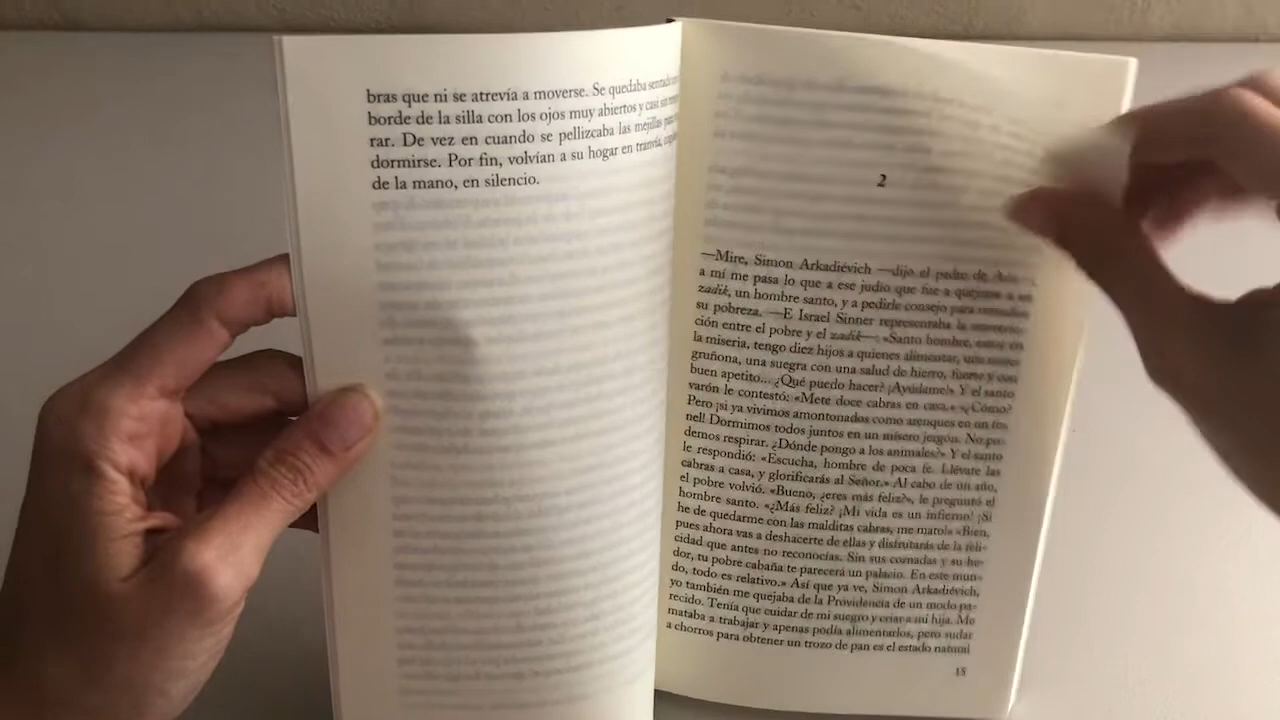 bras que ni se atrevía a moverse. Se quedaba sentada
borde de la silla con los ojos muy abiertos y casi sin
rar. De vez en cuando se pellizcaba las mejillas para
dormirse. Por fin, volvían a su hogar en tranvía,
de la mano, en silencio.
2
—Mire, Simon Arkadiévich —dijo el padre de
a mí me pasa lo que a ese judío que fue a quejarse a un
zadik, un hombre santo, y a pedirle consejo para
su pobreza. —E Israel Sinner representaba la
ción entre el pobre y el zadik—: «Santo hombre, estoy en
la miseria, tengo diez hijos a quienes alimentar, una
gruñona, una suegra con una salud de hierro, fuerte y con
buen apetito... ¿Qué puedo hacer? ¡Ayúdame!» Y el santo
varón le contestó: «Mete doce cabras en casa.» «¿Cómo?
Pero ¡si ya vivimos amontonados como arenques en un to-
nel! Dormimos todos juntos en un mísero jergón. No po-
demos respirar. ¿Dónde pongo a los animales?» Y el santo
le respondió: «Escucha, hombre de poca fe. Llévate las
cabras a casa, y glorificarás al Señor.» Al cabo de un año,
el pobre volvió. «Bueno, ¿eres más feliz?», le preguntó el
hombre santo. «¿Más feliz? ¡Mi vida es un infierno! ¡Si
he de quedarme con las malditas cabras, me mato!» «Bien,
pues ahora vas a deshacerte de ellas y disfrutarás de la feli-
cidad que antes no reconocías. Sin sus cornadas y su he-
dor, tu pobre cabaña te parecerá un palacio. En este mun-
do, todo es relativo.» Así que ya ve, Simon Arkadiévich,
yo también me quejaba de la Providencia de un modo pa-
recido. Tenía que cuidar de mi suegro y criar a mi hija. Me
mataba a trabajar y apenas podía alimentarlos, pero sudar
a chorros para obtener un trozo de pan es el estado natural
15